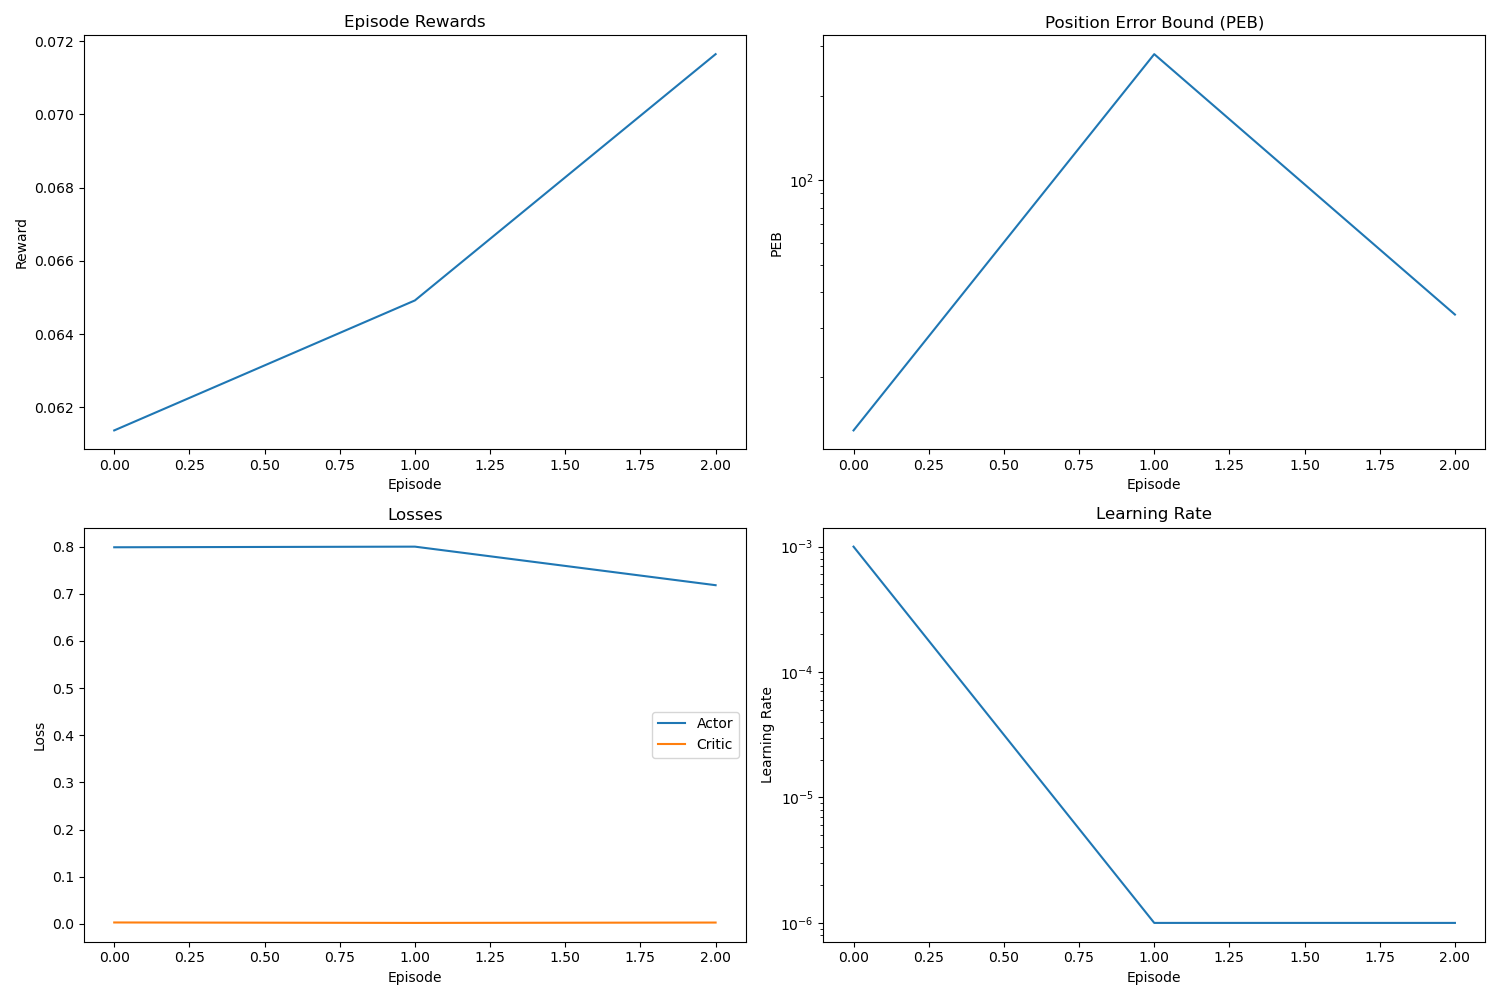 Episode Rewards
0.072
0.070
0.068
0.066
0.064
0.062
Reward
0.00 0.25 0.50 0.75 1.00 1.25 1.50 1.75 2.00
Episode
Position Error Bound (PEB)
10²
PEB
0.00 0.25 0.50 0.75 1.00 1.25 1.50 1.75 2.00
Episode
Losses
0.8
0.7
0.6
0.5
0.4
0.3
0.2
0.1
0.0
Loss
Actor
Critic
0.00 0.25 0.50 0.75 1.00 1.25 1.50 1.75 2.00
Episode
Learning Rate
10⁻³
10⁻⁴
10⁻⁵
10⁻⁶
Learning Rate
0.00 0.25 0.50 0.75 1.00 1.25 1.50 1.75 2.00
Episode